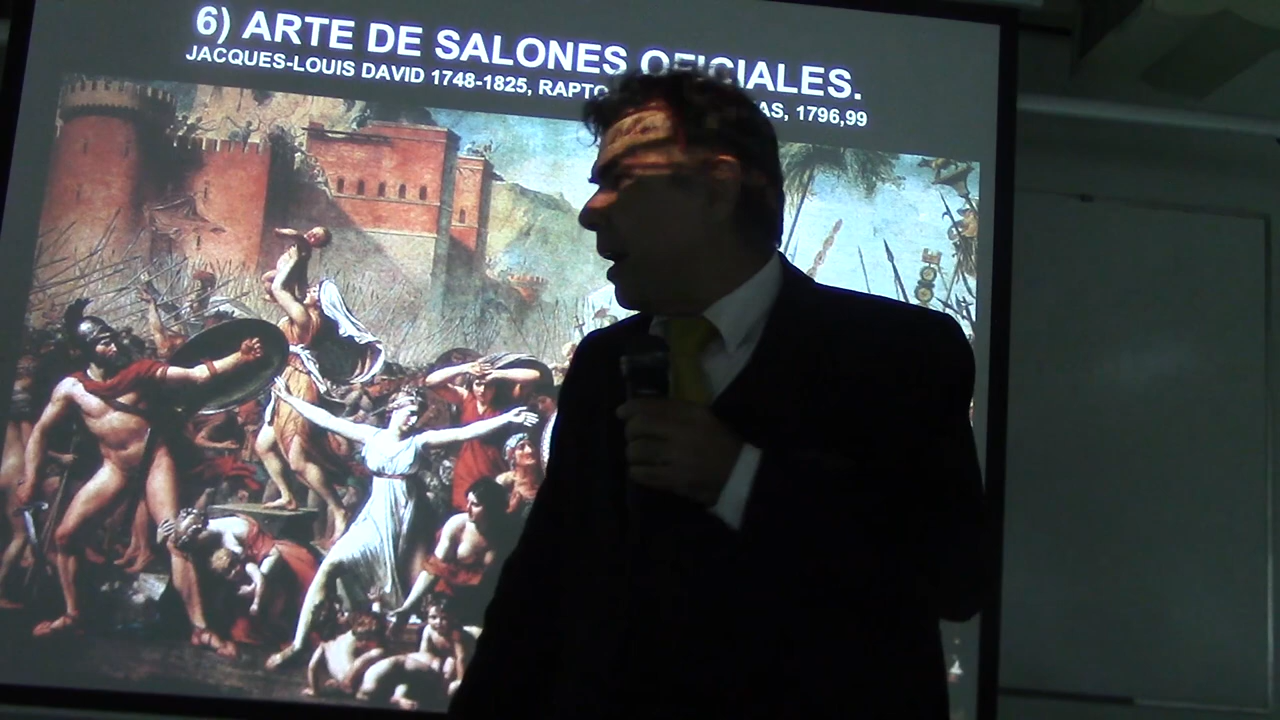 6) ARTE DE SALONES OFICIALES.
JACQUES-LOUIS DAVID 1748-1825, RAPTO AS, 1796,99